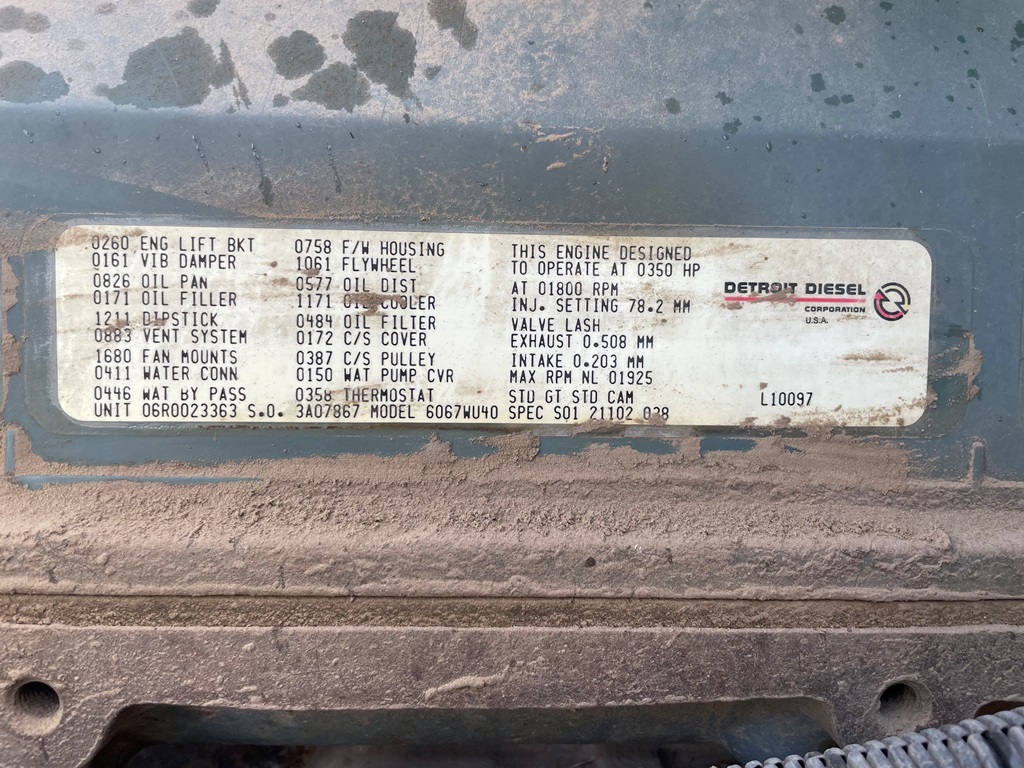 0260 ENG LIFT BKT
0161 VIB DAMPER
0826 OIL PAN
0171 OIL FILLER
1211 DIPSTICK
0883 VENT SYSTEM
1680 FAN MOUNTS
0411 WATER CONN
0446 WAT BY PASS
0758 F/W HOUSING
1061 FLYWHEEL
0577 OIL DIST
1171 OIL COOLER
0484 OIL FILTER
0172 C/S COVER
0387 C/S PULLEY
0150 WAT PUMP CVR
0358 THERMOSTAT
THIS ENGINE DESIGNED
TO OPERATE AT 0350 HP
AT 01800 RPM
INJ. SETTING 78.2 MM
VALVE LASH
EXHAUST 0.508 MM
INTAKE 0.203 MM
MAX RPM NL 01925
STD GT STD CAM
DETROIT DIESEL
CORPORATION
U.S.A.
L10097
UNIT 06R0023363 S.O. 3A07867 MODEL 6067WU40 SPEC S01 21102 038